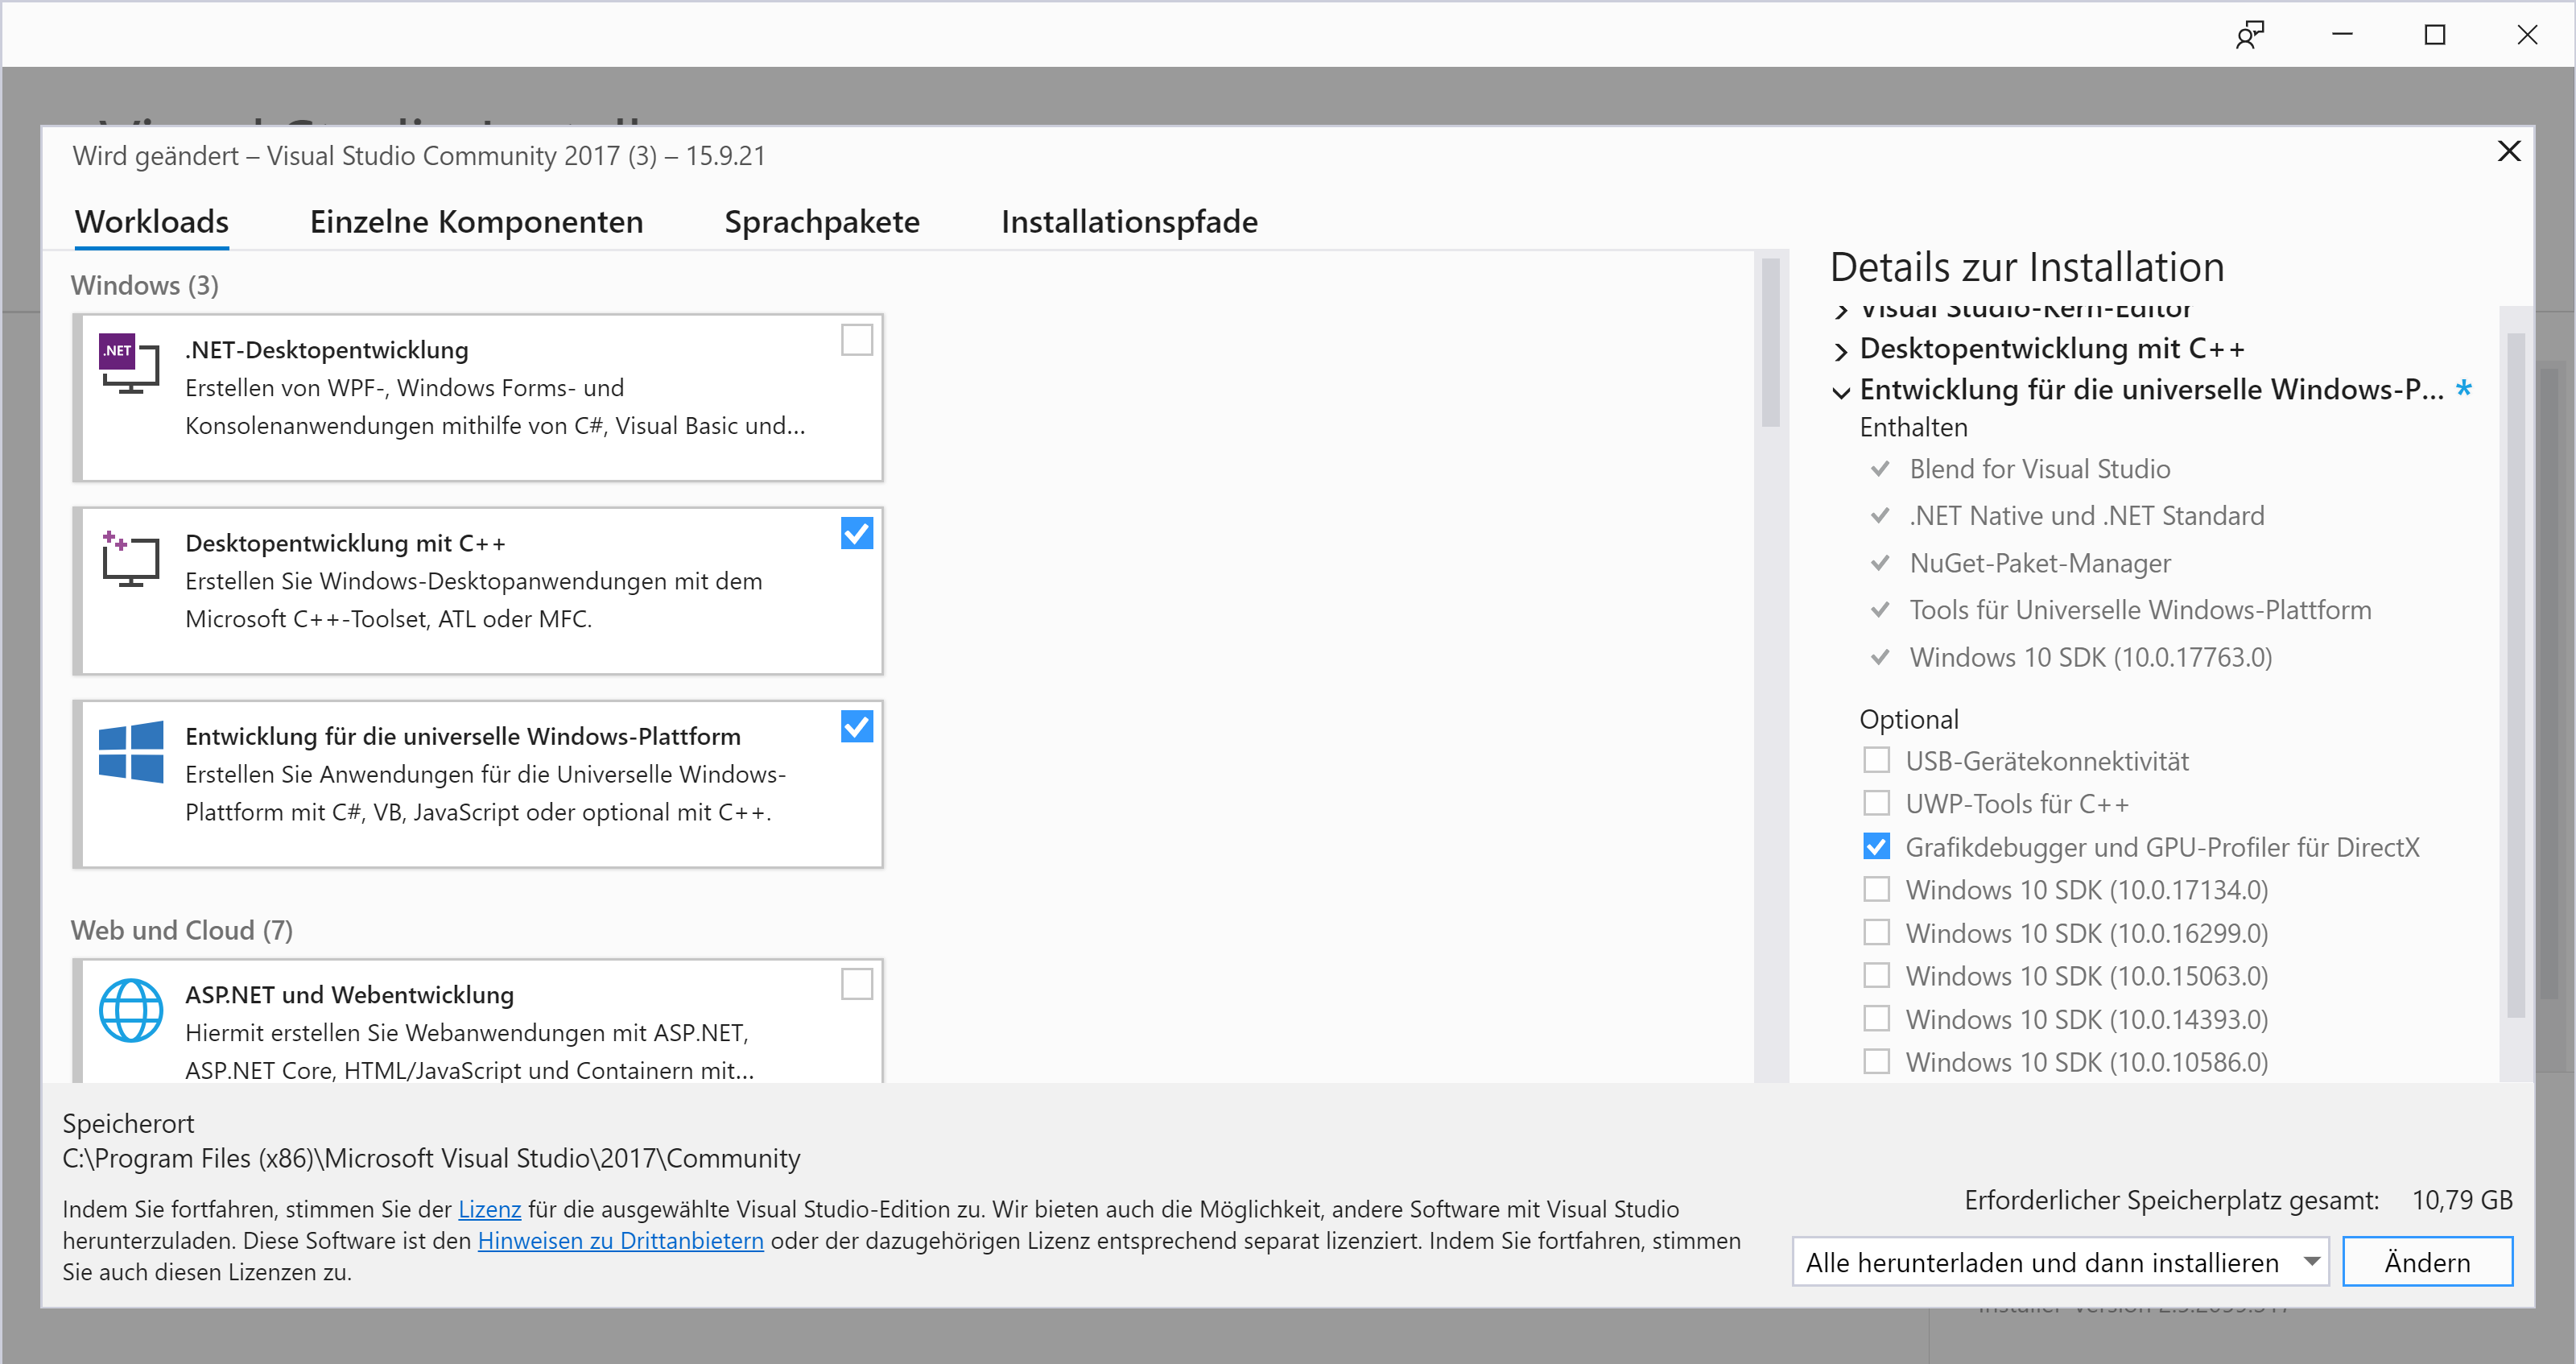 Wird geändert – Visual Studio Community 2017 (3) – 15.9.21
Workloads
Einzelne Komponenten
Sprachpakete
Installationspfade
Windows (3)
.NET
.NET-Desktopentwicklung
Erstellen von WPF-, Windows Forms- und
Konsolenanwendungen mithilfe von C#, Visual Basic und...
Desktopentwicklung mit C++
Erstellen Sie Windows-Desktopanwendungen mit dem
Microsoft C++-Toolset, ATL oder MFC.
Entwicklung für die universelle Windows-Plattform
Erstellen Sie Anwendungen für die Universelle Windows-
Plattform mit C#, VB, JavaScript oder optional mit C++.
Web und Cloud (7)
ASP.NET und Webentwicklung
Hiermit erstellen Sie Webanwendungen mit ASP.NET,
ASP.NET Core, HTML/JavaScript und Containern mit...
Details zur Installation
Visual Studio-Kern-Editor
Desktopentwicklung mit C++
Entwicklung für die universelle Windows-P... *
Enthalten
Blend for Visual Studio
.NET Native und .NET Standard
NuGet-Paket-Manager
Tools für Universelle Windows-Plattform
Windows 10 SDK (10.0.17763.0)
Optional
USB-Gerätekonnektivität
UWP-Tools für C++
Grafikdebugger und GPU-Profiler für DirectX
Windows 10 SDK (10.0.17134.0)
Windows 10 SDK (10.0.16299.0)
Windows 10 SDK (10.0.15063.0)
Windows 10 SDK (10.0.14393.0)
Windows 10 SDK (10.0.10586.0)
Speicherort
C:\Program Files (x86)\Microsoft Visual Studio\2017\Community
Indem Sie fortfahren, stimmen Sie der Lizenz für die ausgewählte Visual Studio-Edition zu. Wir bieten auch die Möglichkeit, andere Software mit Visual Studio
herunterzuladen. Diese Software ist den Hinweisen zu Drittanbietern oder der dazugehörigen Lizenz entsprechend separat lizenziert. Indem Sie fortfahren, stimmen
Sie auch diesen Lizenzen zu.
Erforderlicher Speicherplatz gesamt: 10,79 GB
Alle herunterladen und dann installieren
Ändern